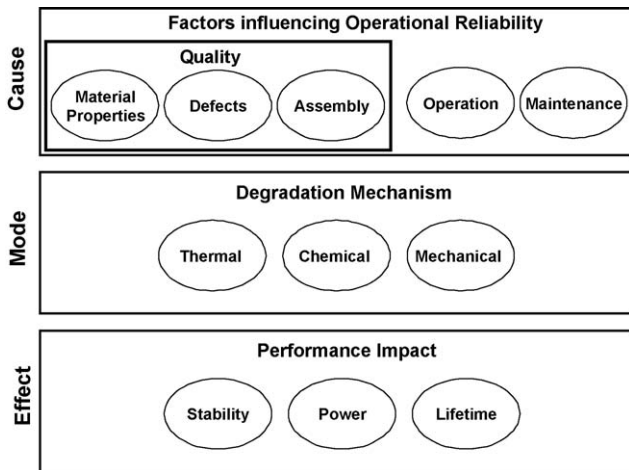 Cause
Factors influencing Operational Reliability
Quality
Material
Properties
Defects
Assembly
Operation
Maintenance
Mode
Degradation Mechanism
Thermal
Chemical
Mechanical
Effect
Performance Impact
Stability
Power
Lifetime